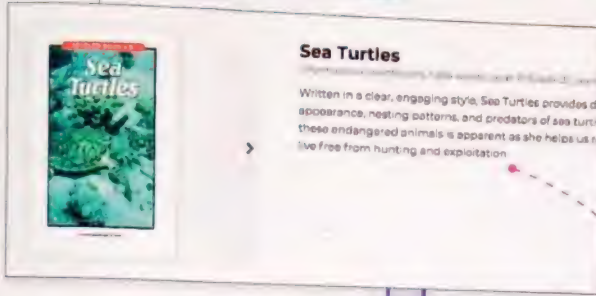 Sea
Turtles
Sea Turtles
Written in a clear, engaging style, Sea Turtles provides d
appearance, nesting patterns, and predators of sea turt
these endangered animals is apparent as she helps us r
live free from hunting and exploitation